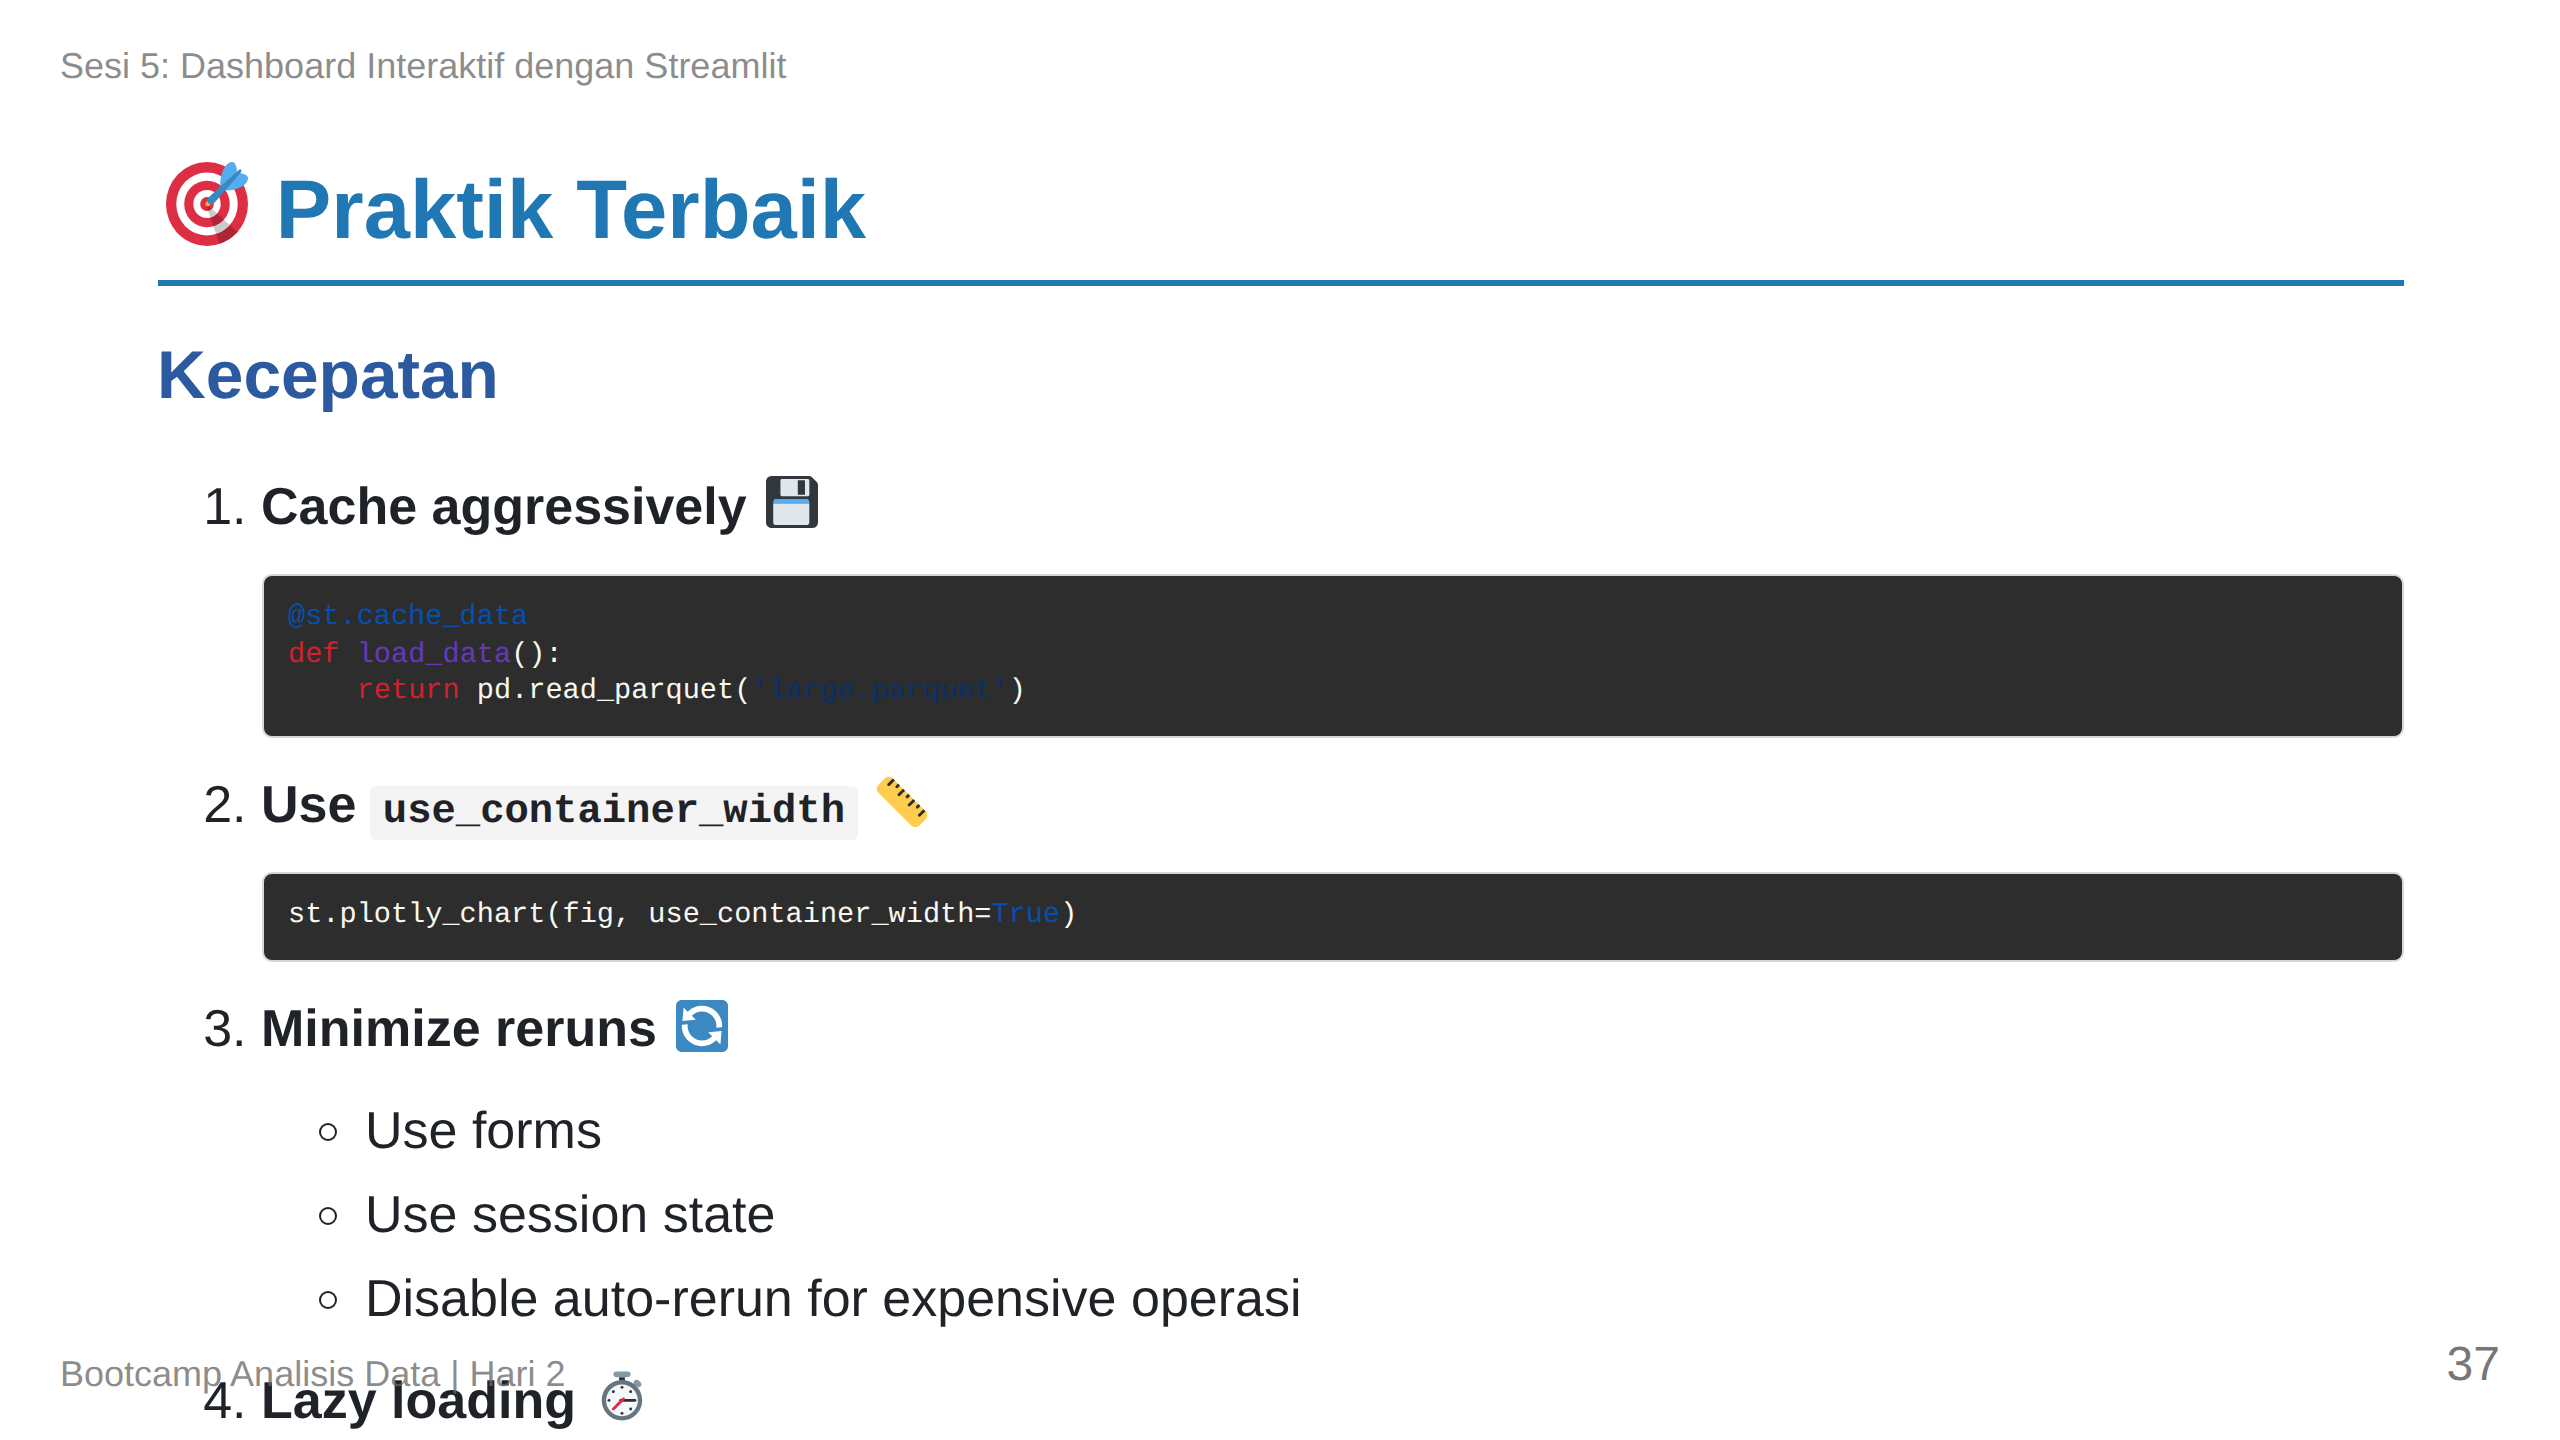 Sesi 5: Dashboard Interaktif dengan Streamlit
🎯 Praktik Terbaik
Kecepatan
1. Cache aggressively 💾
@st.cache_data
def load_data():
    return pd.read_parquet('large.parquet')
2. Use use_container_width 📏
st.plotly_chart(fig, use_container_width=True)
3. Minimize reruns 🔄
○ Use forms
○ Use session state
○ Disable auto-rerun for expensive operasi
Bootcamp Analisis Data | Hari 2
37
4. Lazy loading ⏱